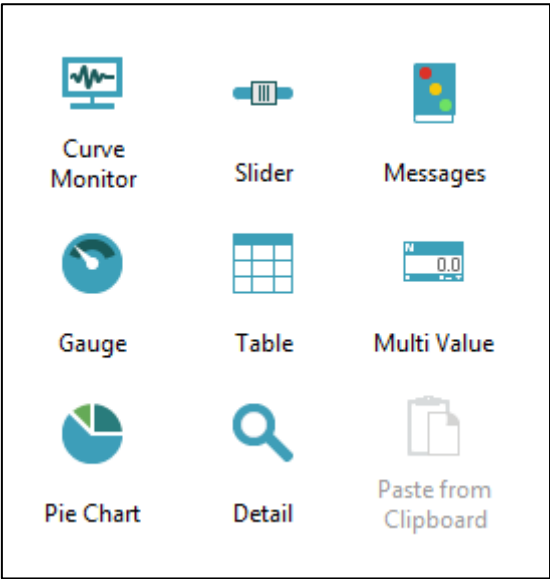 Curve
Monitor
Slider
Messages
Gauge
Table
N
0.0
Multi Value
Pie Chart
Detail
Paste from
Clipboard